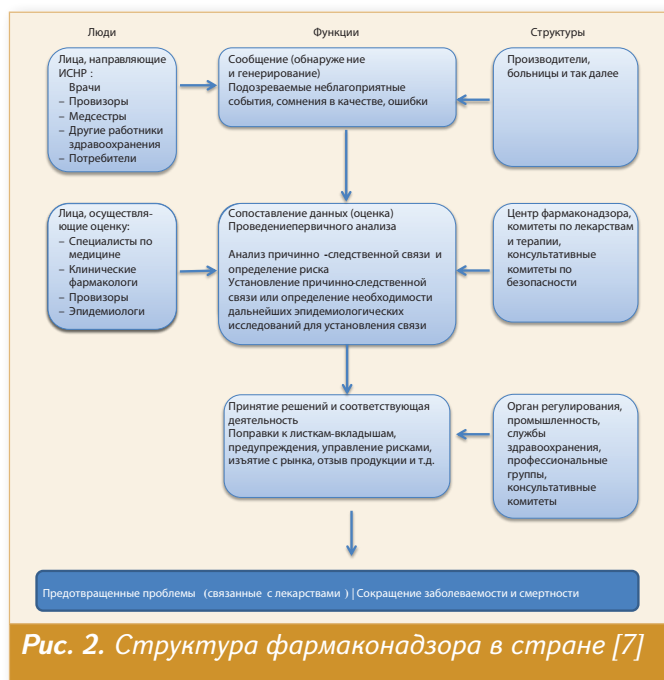 Люди
Функции
Структуры
Лица, направляющие
ИСНР :
Врачи
– Провизоры
– Медсестры
– Другие работники
здравоохранения
– Потребители
Сообщение (обнаруже ние
и генерирование)
Подозреваемые неблагоприятные
события, сомнения в качестве, ошибки
Производители,
больницы и так далее
Лица, осуществля-
ющие оценку:
– Специалисты по
медицине
– Клинические
фармакологи
– Провизоры
– Эпидемиологи
Сопоставление данных (оценка)
Проведениепервичного анализа
Анализ причинно -следственной связи и
определение риска
Установление причинно-следственной
связи или определение необходимости
дальнейших эпидемиологических
исследований для установления связи
Центр фармаконадзора,
комитеты по лекарствам
и терапии,
консультативные
комитеты по
безопасности
Принятие решений и соответствующая
деятельность
Поправки к листкам-вкладышам,
предупреждения, управление рисками,
изъятие с рынка, отзыв продукции и т.д.
Орган регулирования,
промышленность,
службы
здравоохранения,
профессиональные
группы,
консультативные
комитеты
Предотвращенные проблемы (связанные с лекарствами ) | Сокращение заболеваемости и смертности
Рис. 2. Структура фармаконадзора в стране [7]